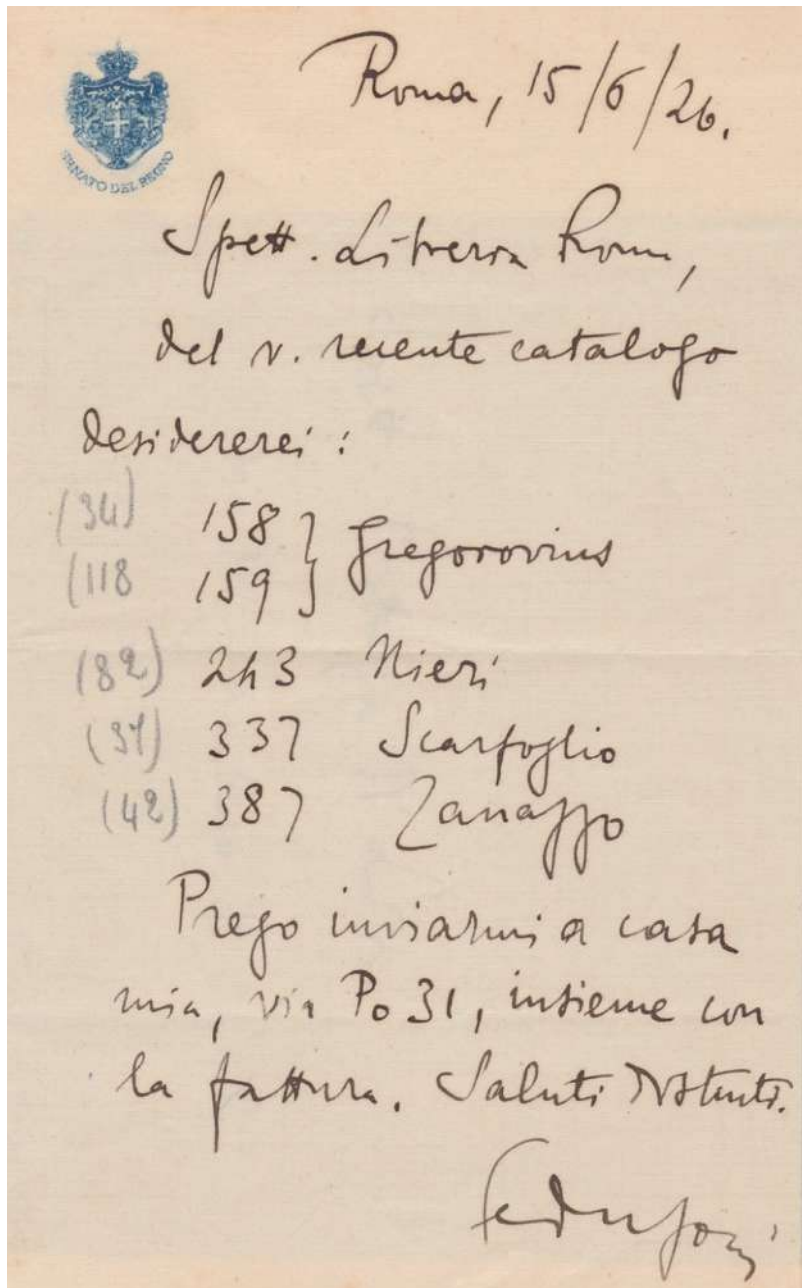 SENATO DEL REGNO
Roma, 15/6/26.
Spett. Libreria Roma,
del v. recente catalogo
desidererei:
(34) 158 } Gregorovius
(118 159
(82) 243 Nieri
(37) 337 Scarfoglio
(42) 387 Zanazzo
Prego inviarmi a casa
mia, via Po 31, insieme con
la fattura. Saluti
Federzoni